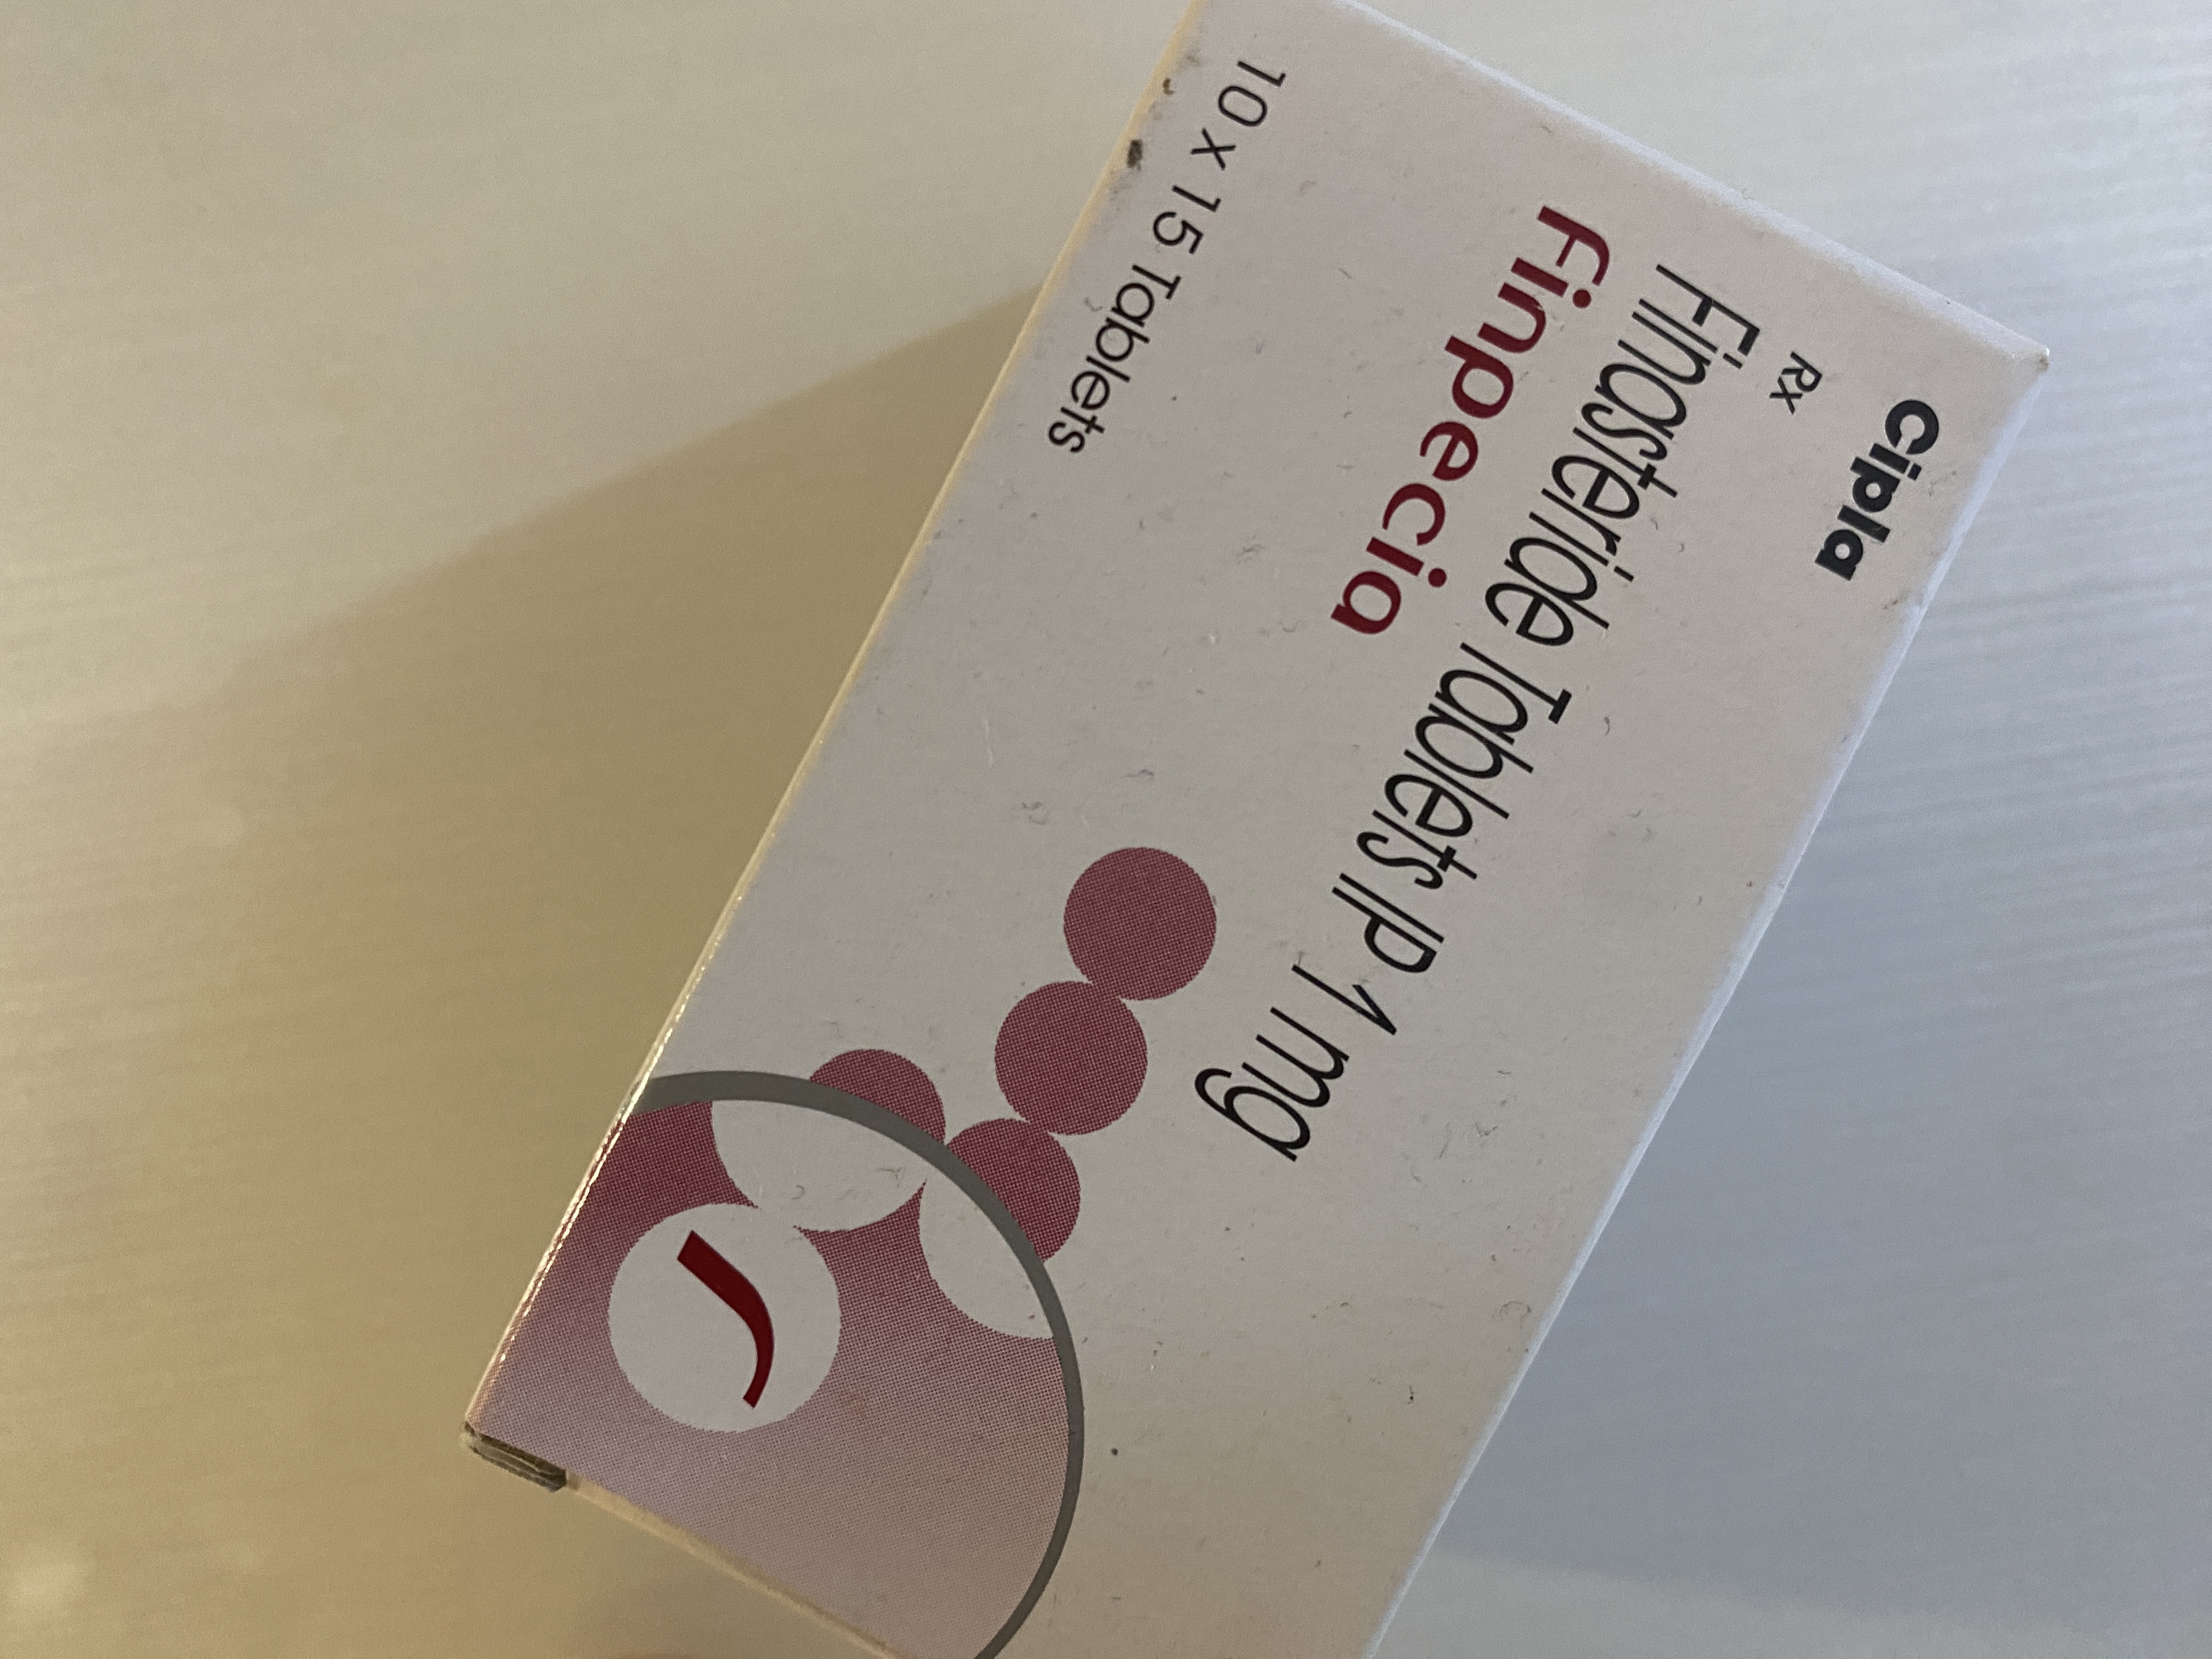 Cipla
Rx
Finasteride Tablets IP 1 mg
Finpecia
10 x 15 Tablets